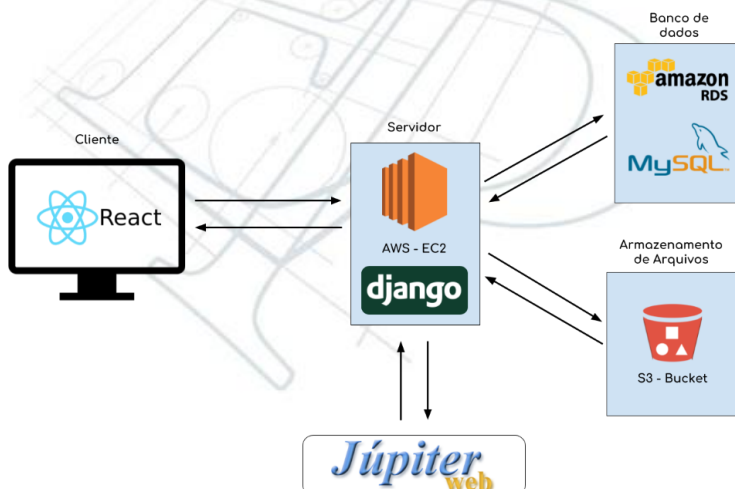 Cliente
React
Servidor
AWS - EC2
django
Banco de
dados
amazon
RDS
MySQL
Armazenamento
de Arquivos
S3 - Bucket
Júpiter
web